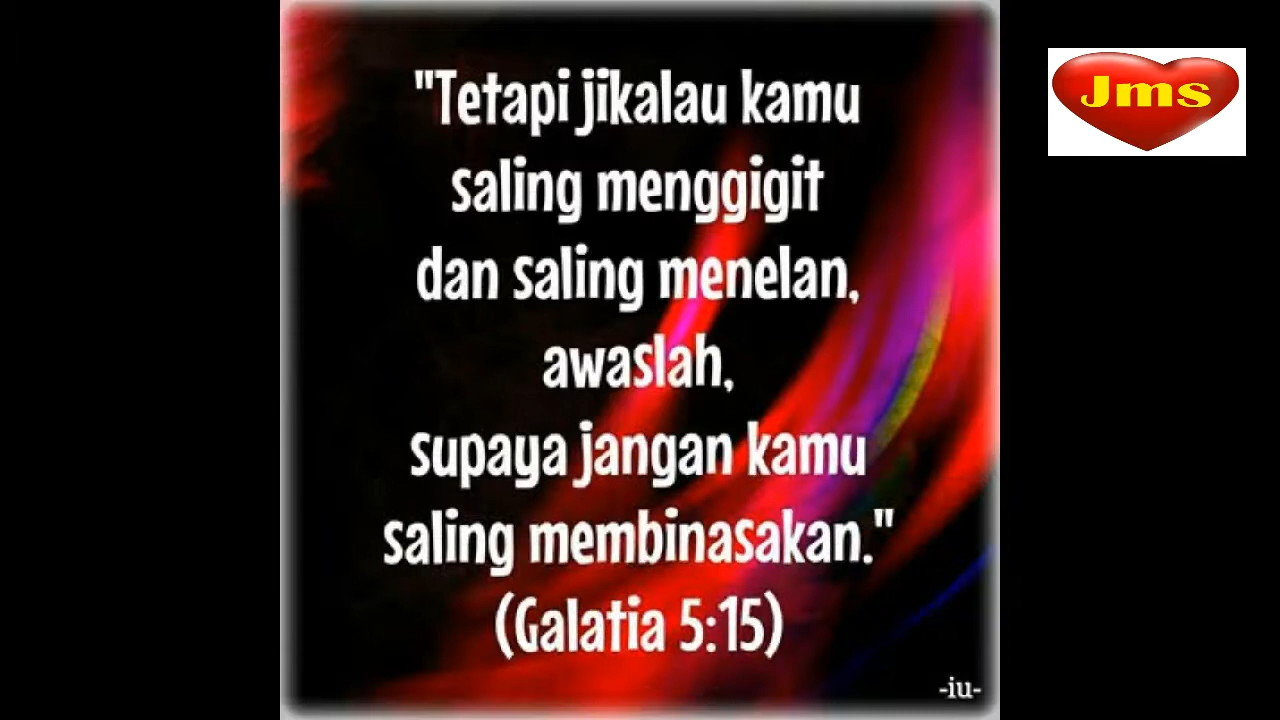 "Tetapi jikalau kamu
saling menggigit
dan saling menelan,
awaslah,
supaya jangan kamu
saling membinasakan."
(Galatia 5:15)
-iu-
Jms